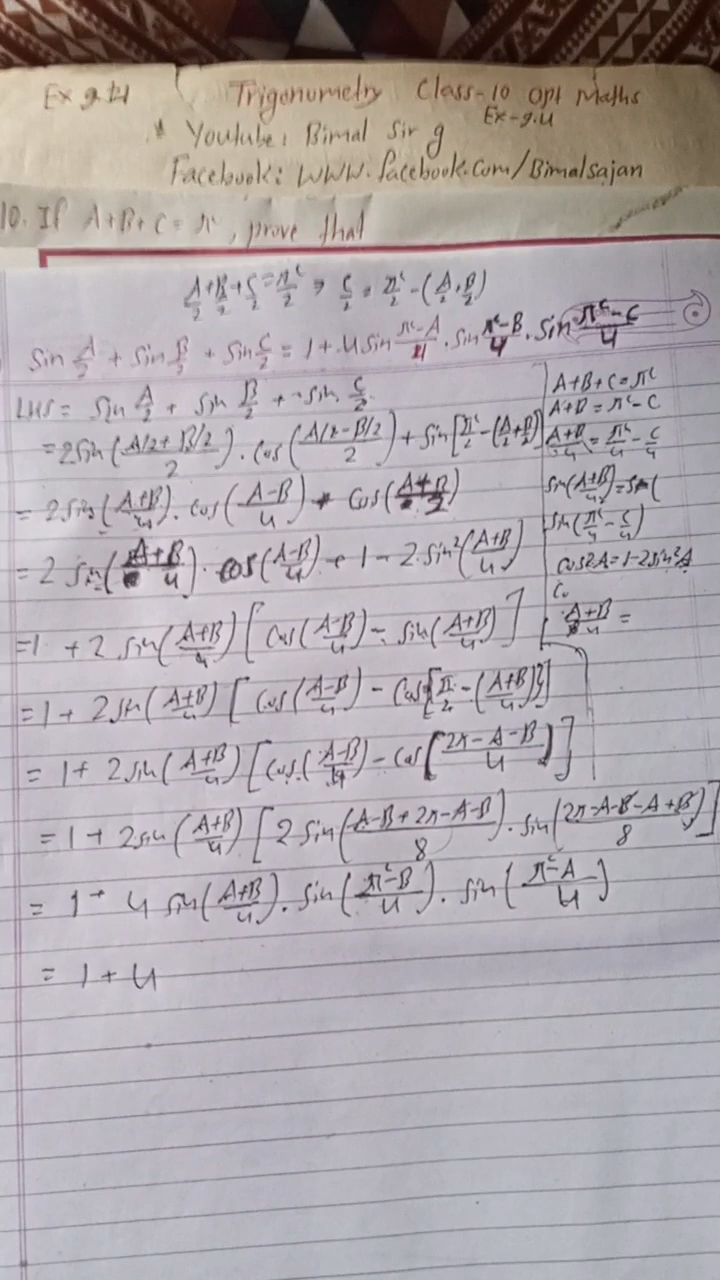 Ex 9.4 Trigonometry Class-10 Opt Maths
Ex-9.4
* Youtube: Bimal Sir g
Facebook: WWW.facebook.com/Bimalsajan
10. If A+B+C = π, prove that
A/2 + B/2 + C/2 = π^c/2 ⇒ C/2 = π^c/2 - (A/2 + B/2)
Sin A/2 + Sin B/2 + Sin C/2 = 1 + 4 Sin (π^c-A)/4 . Sin (π^c-B)/4 . Sin (π^c-C)/4
LHS = Sin A/2 + Sin B/2 + Sin C/2
= 2 Sin ((A/2 + B/2)/2) . Cos ((A/2 - B/2)/2) + Sin [π^c/2 - (A/2 + B/2)]
= 2 Sin ((A+B)/4) . Cos ((A-B)/4) + Cos ((A+B)/2)
= 2 Sin ((A+B)/4) . Cos ((A-B)/4) + 1 - 2 . Sin² ((A+B)/4)
= 1 + 2 Sin ((A+B)/4) [Cos ((A-B)/4) - Sin ((A+B)/4)]
= 1 + 2 Sin ((A+B)/4) [Cos ((A-B)/4) - Cos {π/2 - ((A+B)/4)}]
= 1 + 2 Sin ((A+B)/4) [Cos ((A-B)/4) - Cos ((2π-A-B)/4)]
= 1 + 2 Sin ((A+B)/4) [2 Sin ((A-B+2π-A-B)/8) . Sin ((2π-A-B-A+B)/8)]
= 1 + 4 Sin ((A+B)/4) . Sin ((π^c-B)/4) . Sin ((π^c-A)/4)
= 1 + 4
A+B+C = π^c
A+B = π^c - C
(A+B)/4 = π^c/4 - C/4
Sin ((A+B)/4) = Sin (
Sin (π^c/4 - C/4)
Cos2A = 1-2Sin²A
Co
(A+B)/4 =